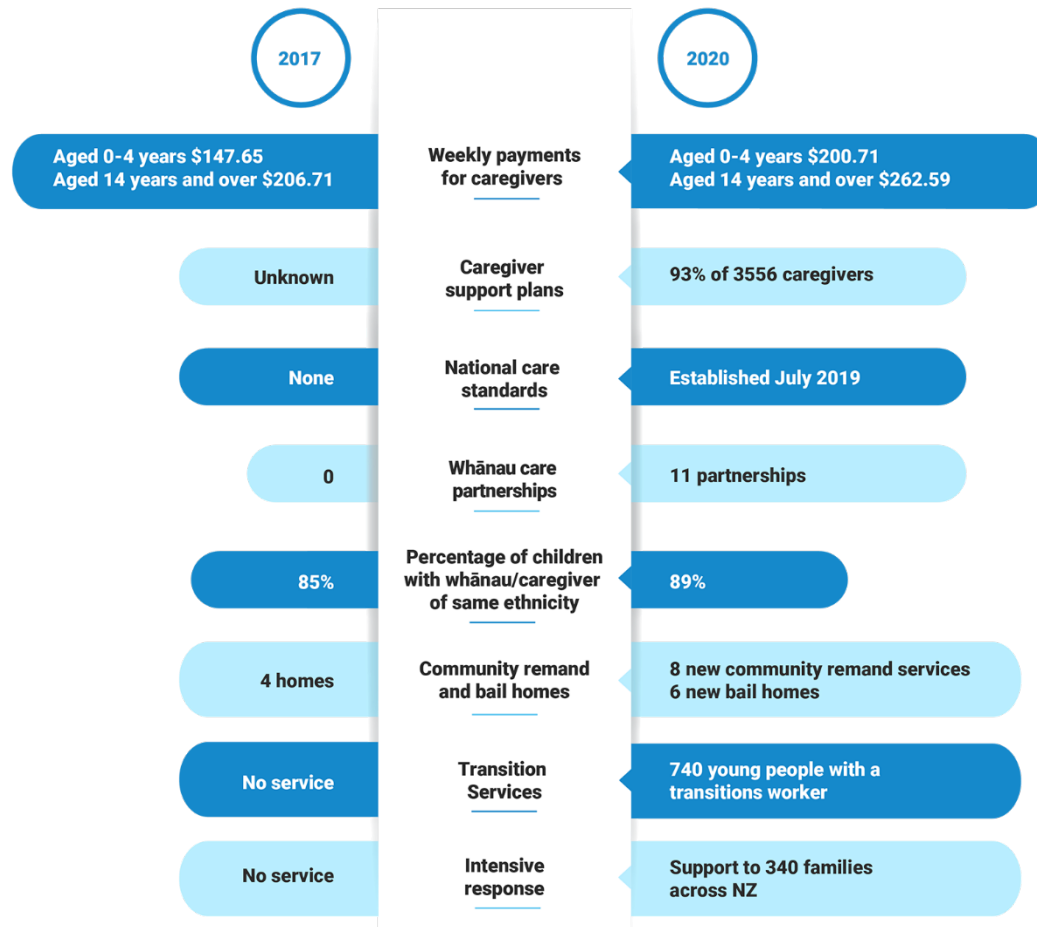 2017
2020
Aged 0-4 years $147.65
Aged 14 years and over $206.71
Weekly payments
for caregivers
Aged 0-4 years $200.71
Aged 14 years and over $262.59
Unknown
Caregiver
support plans
93% of 3556 caregivers
None
National care
standards
Established July 2019
0
Whānau care
partnerships
11 partnerships
85%
Percentage of children
with whānau/caregiver
of same ethnicity
89%
4 homes
Community remand
and bail homes
8 new community remand services
6 new bail homes
No service
Transition
Services
740 young people with a
transitions worker
No service
Intensive
response
Support to 340 families
across NZ